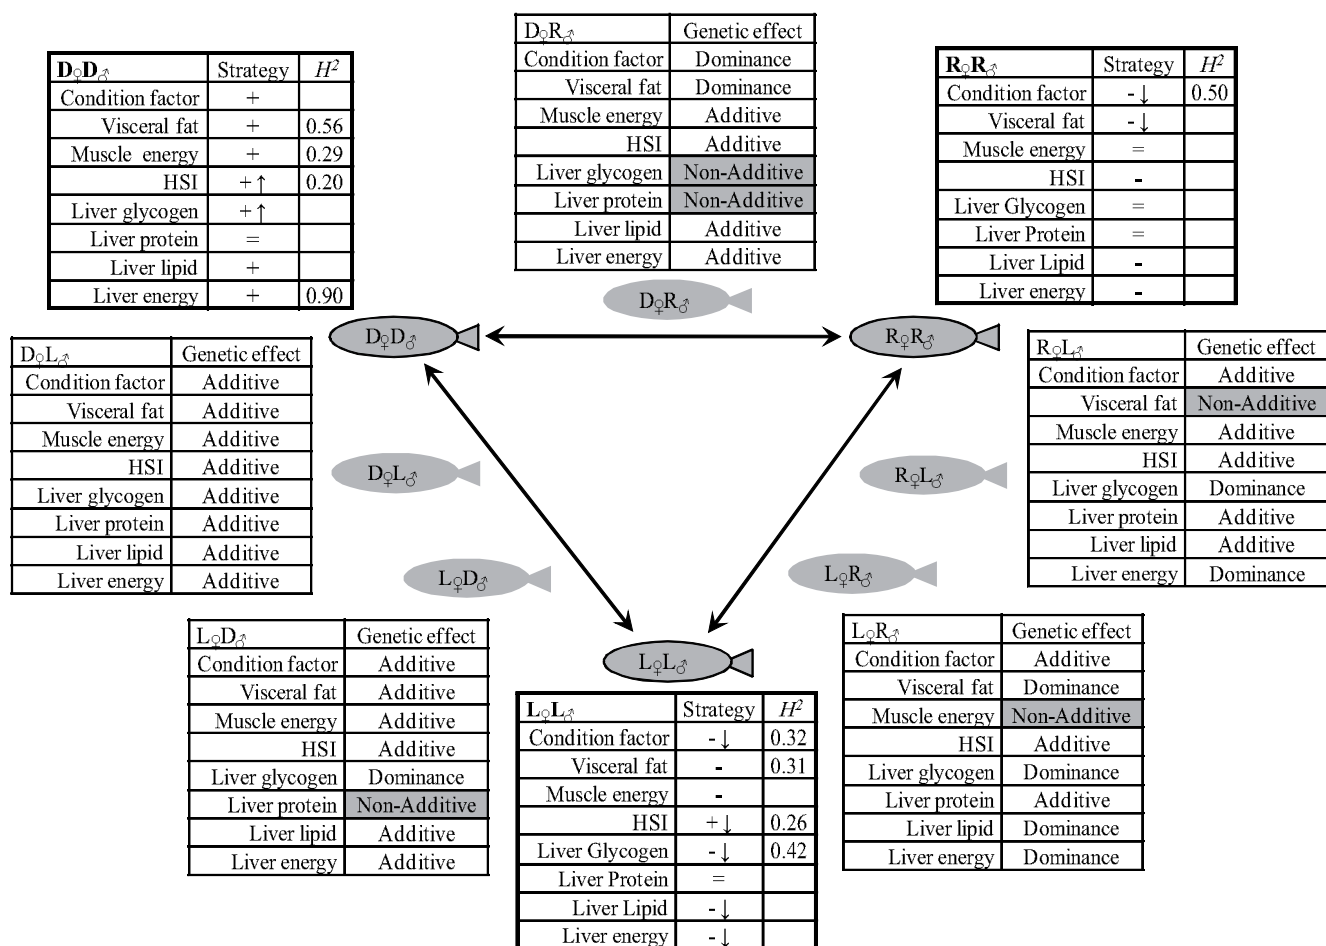 D♀D♂ Strategy H²
Condition factor +
Visceral fat + 0.56
Muscle energy + 0.29
HSI +↑ 0.20
Liver glycogen +↑
Liver protein =
Liver lipid +
Liver energy + 0.90
D♀R♂ Genetic effect
Condition factor Dominance
Visceral fat Dominance
Muscle energy Additive
HSI Additive
Liver glycogen Non-Additive
Liver protein Non-Additive
Liver lipid Additive
Liver energy Additive
R♀R♂ Strategy H²
Condition factor -↓ 0.50
Visceral fat -↓
Muscle energy =
HSI -
Liver Glycogen =
Liver Protein =
Liver Lipid -
Liver energy -
D♀R♂
D♀D♂
R♀R♂
D♀L♂ Genetic effect
Condition factor Additive
Visceral fat Additive
Muscle energy Additive
HSI Additive
Liver glycogen Additive
Liver protein Additive
Liver lipid Additive
Liver energy Additive
R♀L♂ Genetic effect
Condition factor Additive
Visceral fat Non-Additive
Muscle energy Additive
HSI Additive
Liver glycogen Dominance
Liver protein Additive
Liver lipid Additive
Liver energy Dominance
D♀L♂
R♀L♂
L♀D♂
L♀R♂
L♀L♂
L♀D♂ Genetic effect
Condition factor Additive
Visceral fat Additive
Muscle energy Additive
HSI Additive
Liver glycogen Dominance
Liver protein Non-Additive
Liver lipid Additive
Liver energy Additive
L♀L♂ Strategy H²
Condition factor -↓ 0.32
Visceral fat - 0.31
Muscle energy -
HSI +↓ 0.26
Liver Glycogen -↓ 0.42
Liver Protein =
Liver Lipid -↓
Liver energy -↓
L♀R♂ Genetic effect
Condition factor Additive
Visceral fat Dominance
Muscle energy Non-Additive
HSI Additive
Liver glycogen Dominance
Liver protein Additive
Liver lipid Dominance
Liver energy Dominance